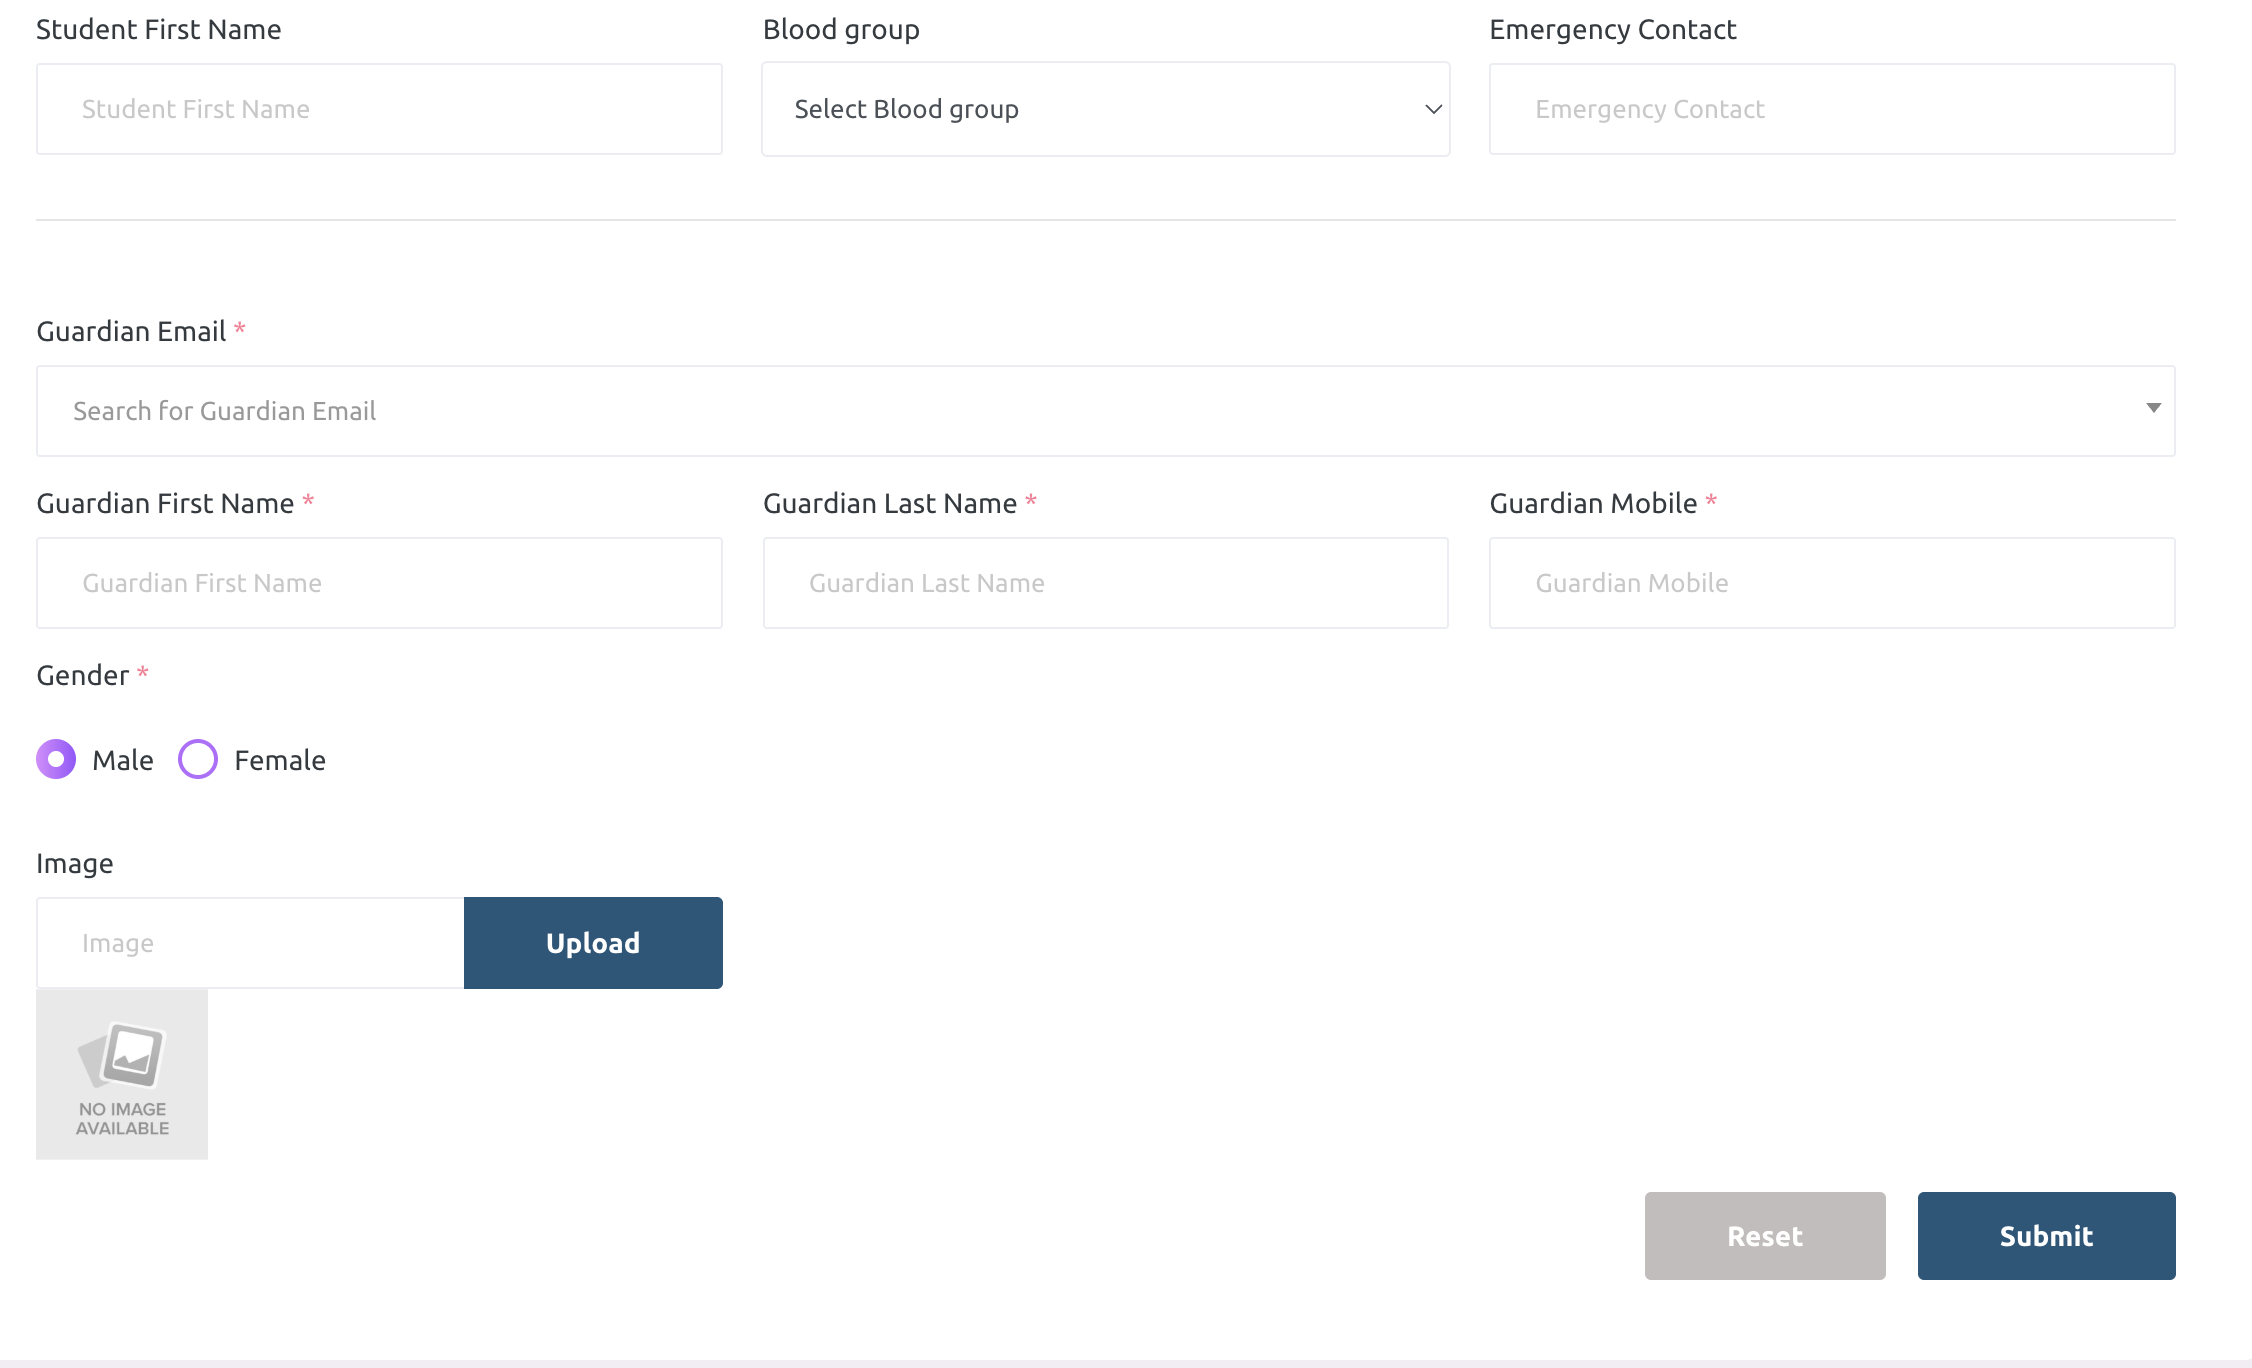 Student First Name
Blood group
Emergency Contact
Student First Name
Select Blood group
Emergency Contact
Guardian Email *
Search for Guardian Email
Guardian First Name *
Guardian Last Name *
Guardian Mobile *
Guardian First Name
Guardian Last Name
Guardian Mobile
Gender *
Male
Female
Image
Image
Upload
NO IMAGE
AVAILABLE
Reset
Submit